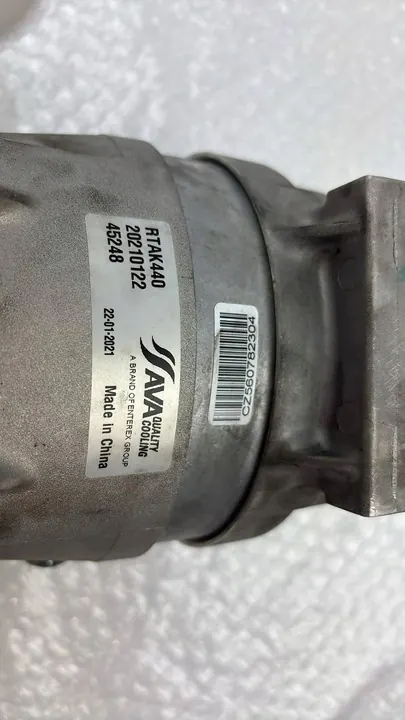 RTAK440
20210122
45248
22-01-2021
AVA QUALITY
COOLING
A BRAND OF ENTEREX GROUP
Made in China
CZ560782304